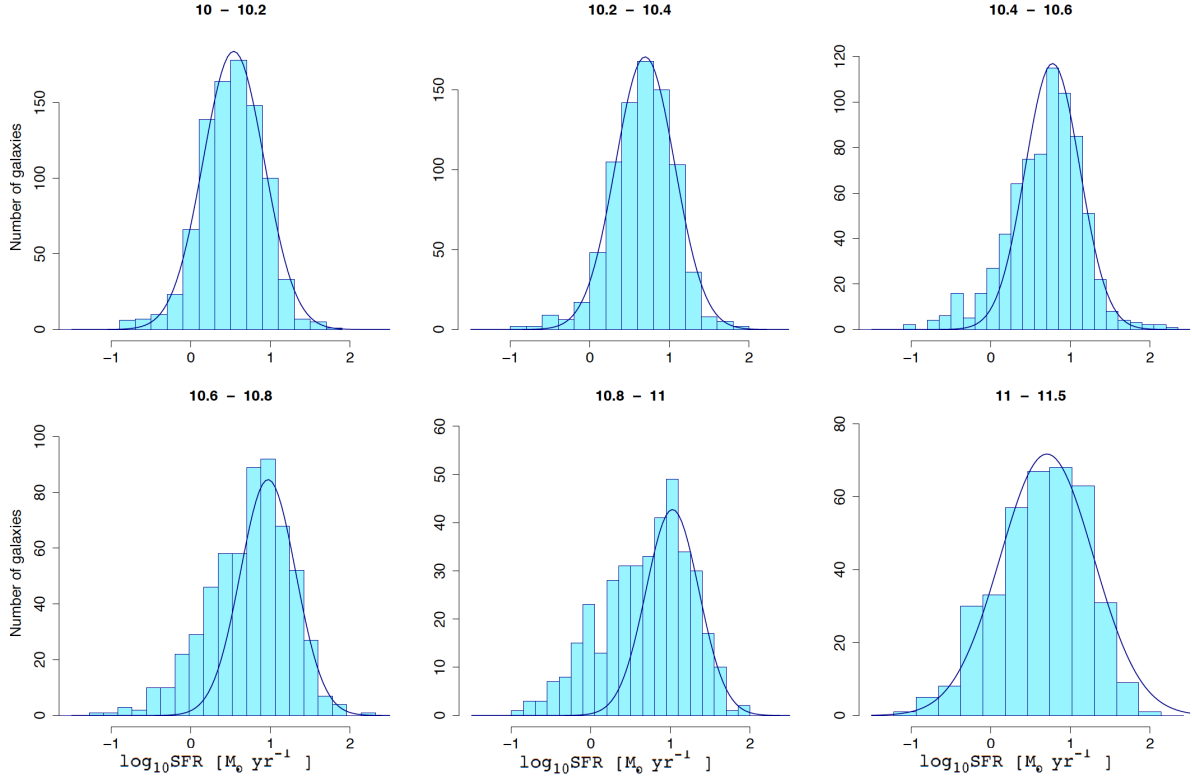 10 − 10.2
10.2 − 10.4
10.4 − 10.6
Number of galaxies
0 50 100 150
−1 0 1 2
0 50 100 150
−1 0 1 2
0 20 40 60 80 100 120
−1 0 1 2
10.6 − 10.8
10.8 − 11
11 − 11.5
Number of galaxies
0 20 40 60 80 100
−1 0 1 2
log10SFR [M⊙ yr−1 ]
0 10 20 30 40 50 60
−1 0 1 2
log10SFR [M⊙ yr−1 ]
0 20 40 60 80
−1 0 1 2
log10SFR [M⊙ yr−1 ]